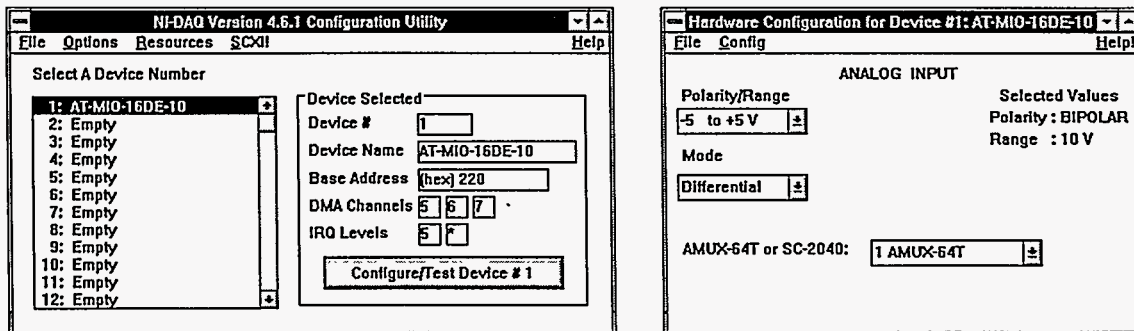 NI-DAQ Version 4.6.1 Configuration Utility
File Options Resources SCXI! Help
Select A Device Number
1: AT-MIO-16DE-10
2: Empty
3: Empty
4: Empty
5: Empty
6: Empty
7: Empty
8: Empty
9: Empty
10: Empty
11: Empty
12: Empty
Device Selected
Device # 1
Device Name AT-MIO-16DE-10
Base Address (hex) 220
DMA Channels 5 6 7
IRQ Levels 5 *
Configure/Test Device # 1
Hardware Configuration for Device #1: AT-MIO-16DE-10
File Config Help!
ANALOG INPUT
Polarity/Range
-5 to +5 V
Mode
Differential
Selected Values
Polarity : BIPOLAR
Range : 10 V
AMUX-64T or SC-2040: 1 AMUX-64T